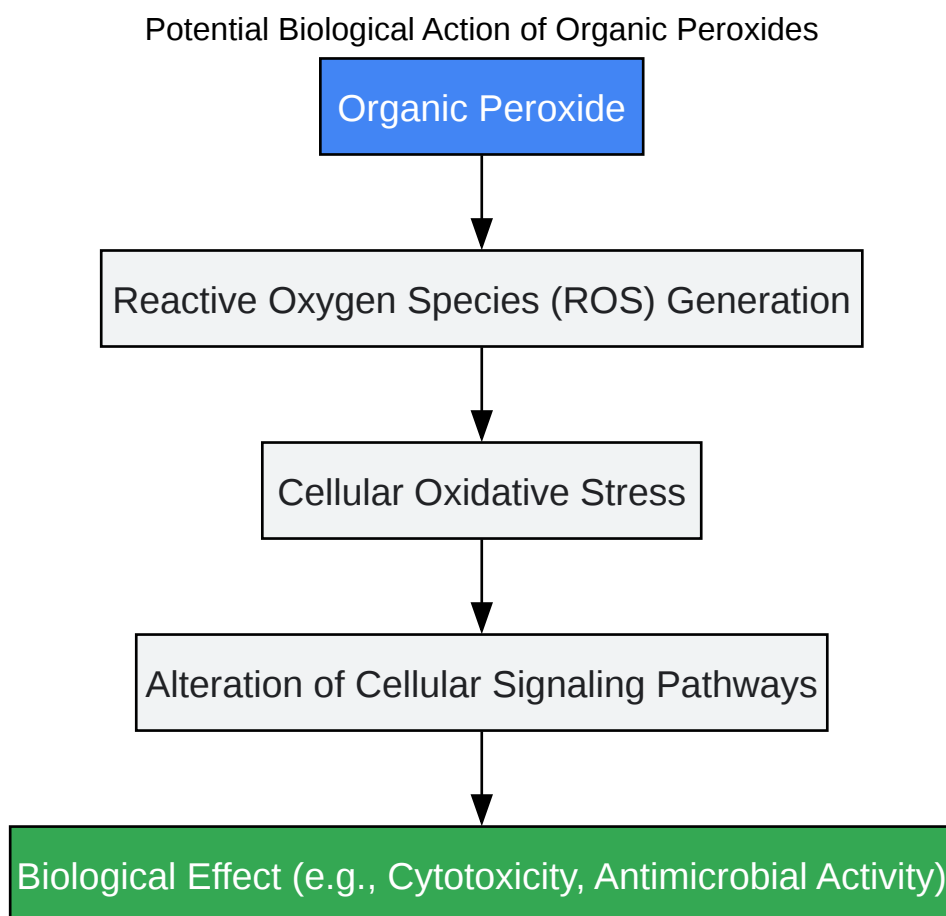 Potential Biological Action of Organic Peroxides
Organic Peroxide
Reactive Oxygen Species (ROS) Generation
Cellular Oxidative Stress
Alteration of Cellular Signaling Pathways
Biological Effect (e.g., Cytotoxicity, Antimicrobial Activity)